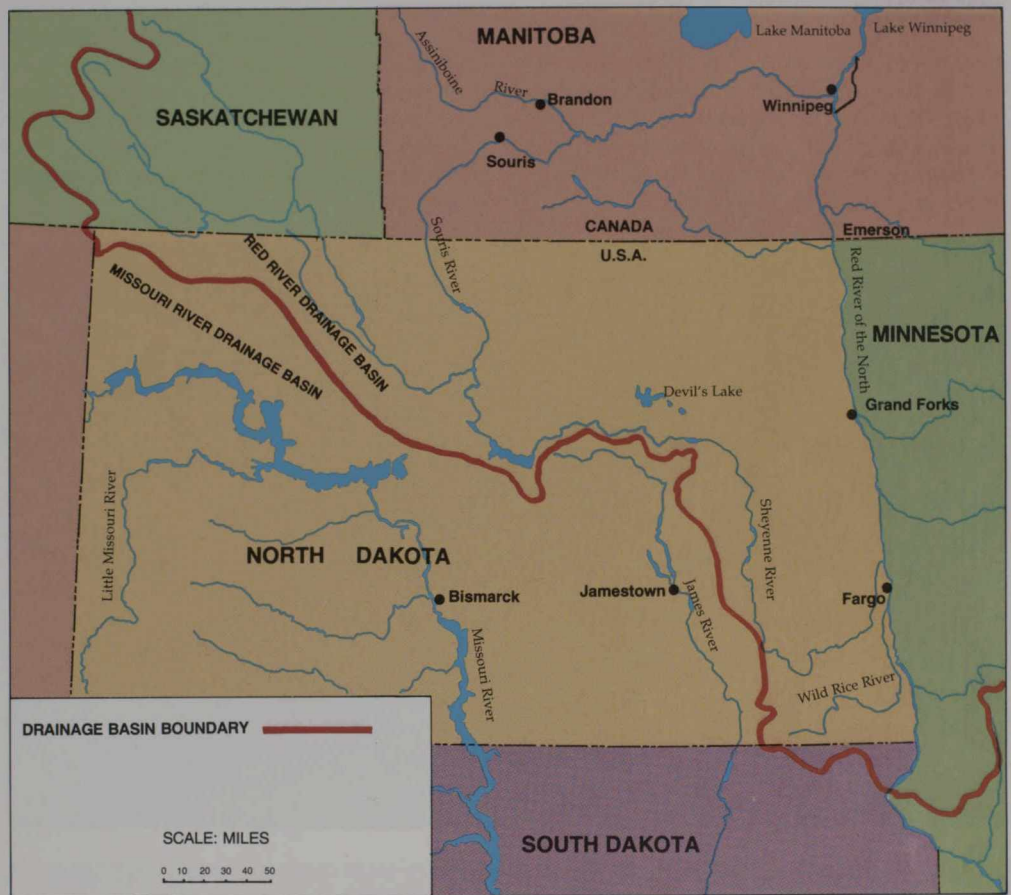 MANITOBA
Lake Manitoba
Lake Winnipeg
Assiniboine
River
Brandon
Winnipeg
SASKATCHEWAN
Souris
Souris River
CANADA
Emerson
U.S.A.
RED RIVER DRAINAGE BASIN
MISSOURI RIVER DRAINAGE BASIN
Red River of the North
MINNESOTA
Devil's Lake
Grand Forks
Little Missouri River
Sheyenne River
NORTH DAKOTA
Bismarck
Jamestown
James River
Fargo
Missouri River
Wild Rice River
DRAINAGE BASIN BOUNDARY
SCALE: MILES
0 10 20 30 40 50
SOUTH DAKOTA